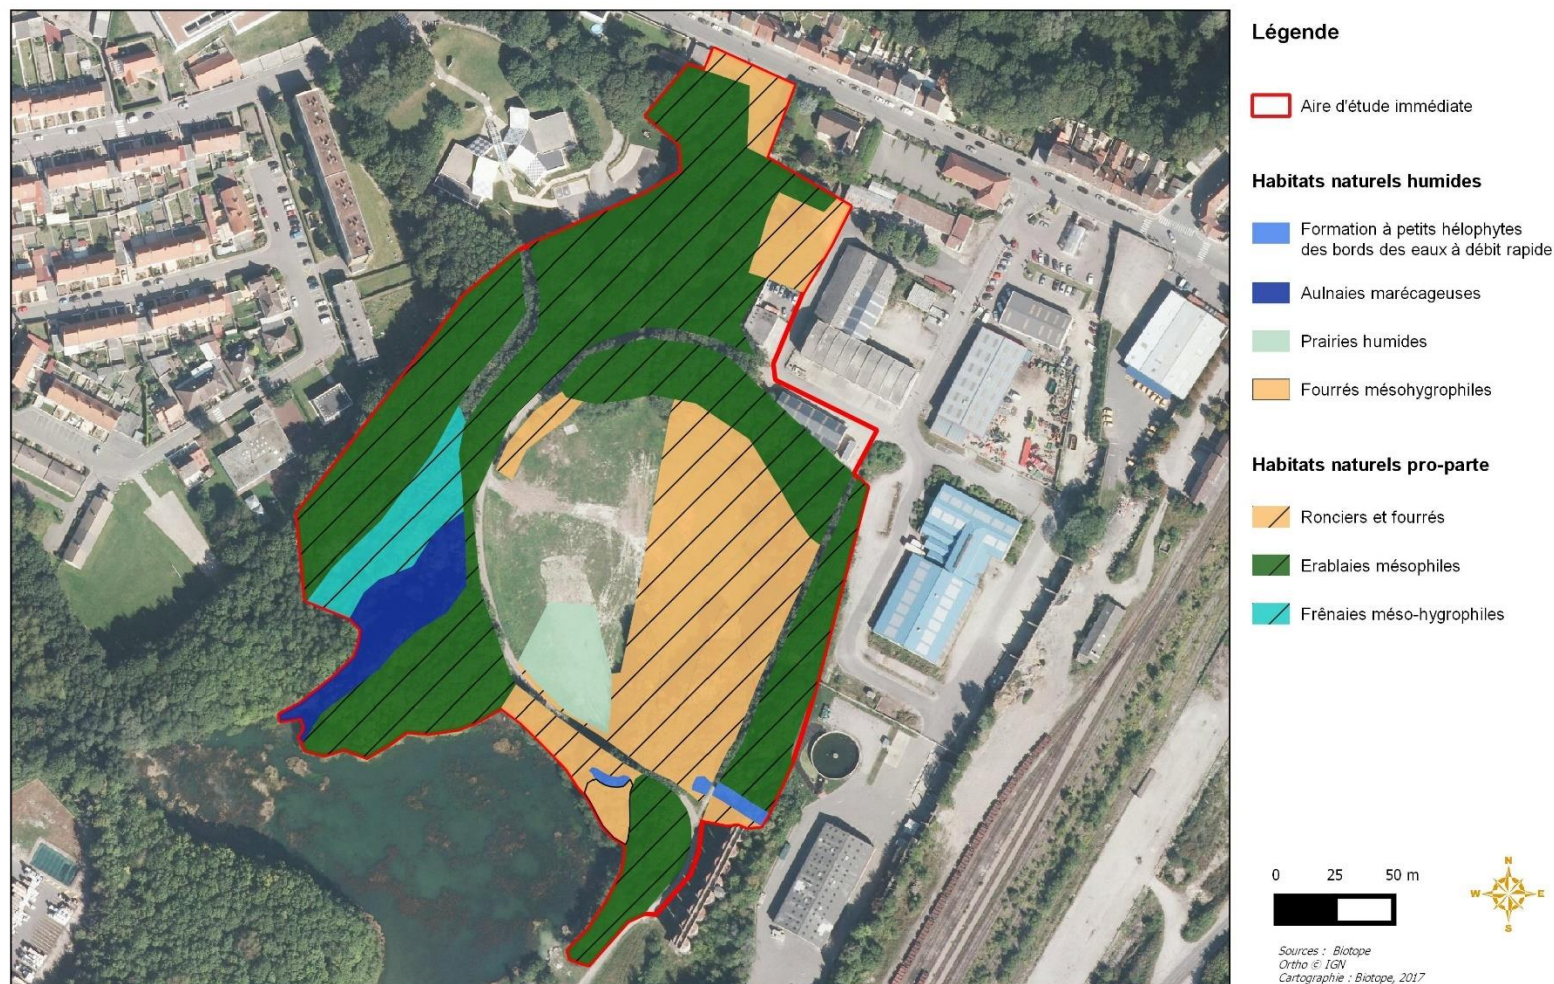 Légende
Aire d'étude immédiate
Habitats naturels humides
Formation à petits hélophytes
des bords des eaux à débit rapide
Aulnaies marécageuses
Prairies humides
Fourrés mésohygrophiles
Habitats naturels pro-parte
Ronciers et fourrés
Erablaies mésophiles
Frênaies méso-hygrophiles
0 25 50 m
N
W E
S
Sources : Biotope
Ortho © IGN
Cartographie : Biotope, 2017